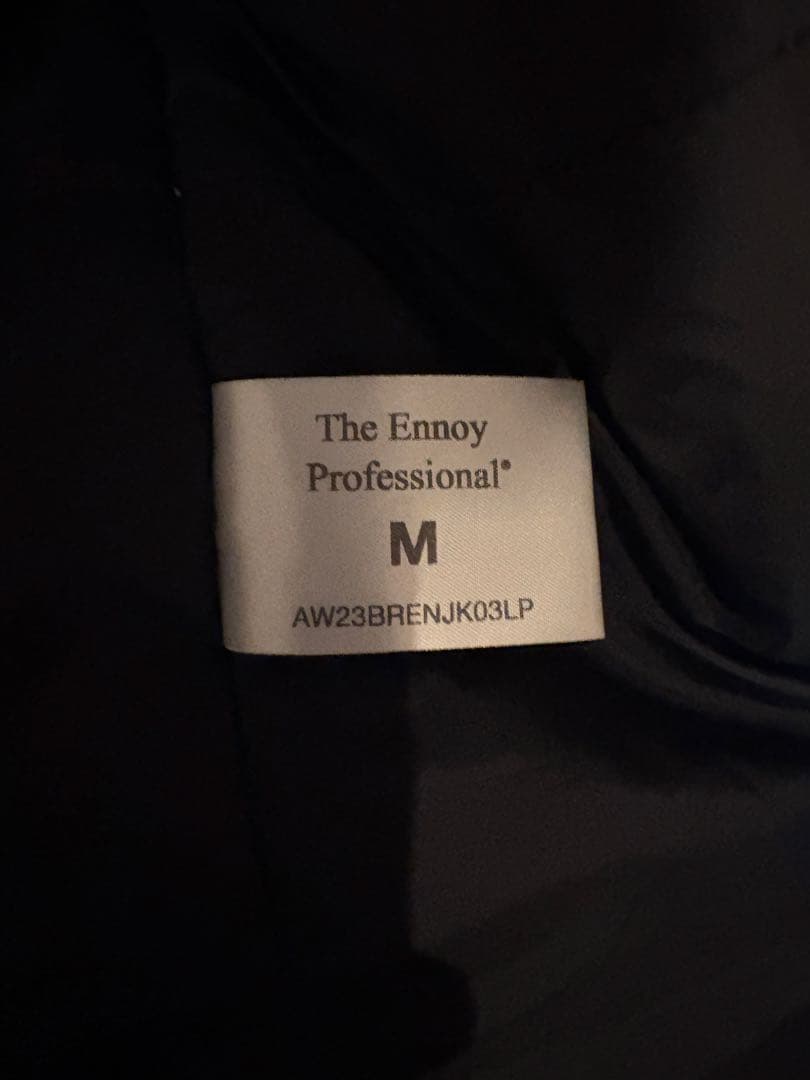 The Ennoy
Professional®
M
AW23BRENJK03LP